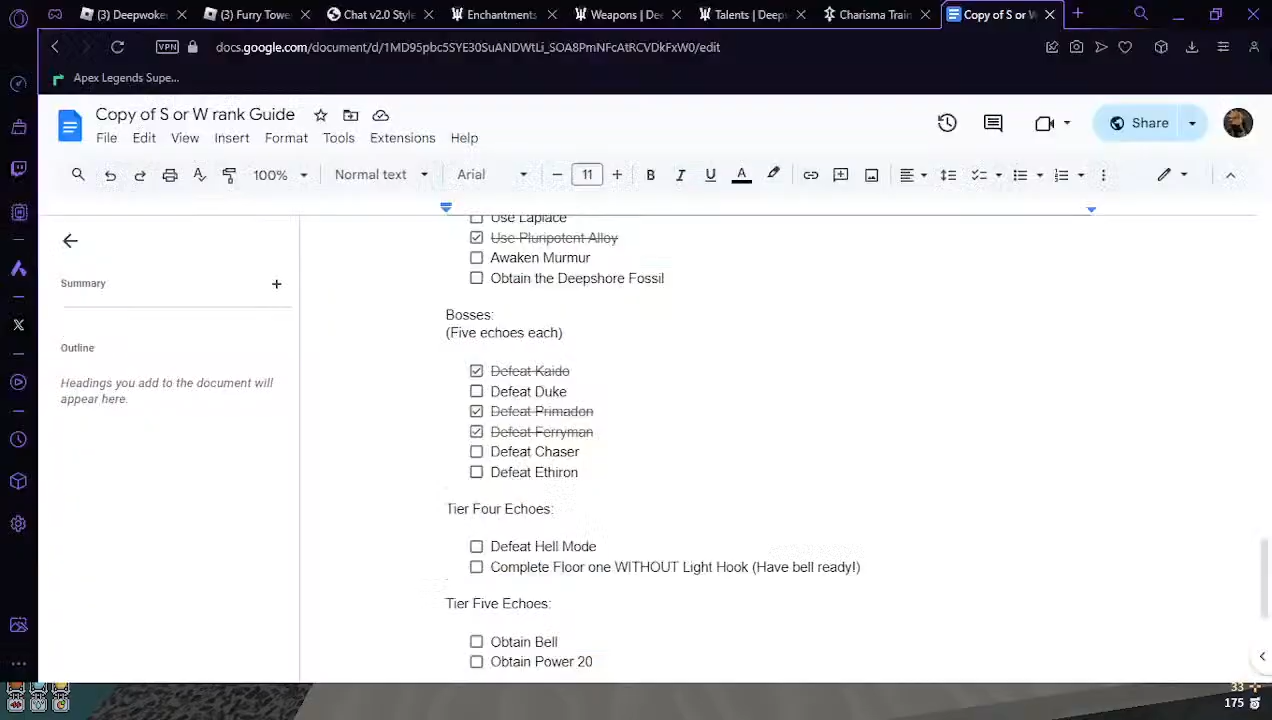 (3) Deepwoke
(3) Furry Towe
Chat v2.0 Style
Enchantments
Weapons | Dee
Talents | Deepw
Charisma Train
Copy of S or W
VPN
docs.google.com/document/d/1MD95pbc5SYE30SuANDWtLi_SOA8PmNFcAtRCVDkFxW0/edit
Apex Legends Supe...
Copy of S or W rank Guide
File Edit View Insert Format Tools Extensions Help
Share
100% Normal text Arial 11
Summary
Outline
Headings you add to the document will
appear here.
Use Laplace
Use Pluripotent Alloy
Awaken Murmur
Obtain the Deepshore Fossil
Bosses:
(Five echoes each)
Defeat Kaido
Defeat Duke
Defeat Primadon
Defeat Ferryman
Defeat Chaser
Defeat Ethiron
Tier Four Echoes:
Defeat Hell Mode
Complete Floor one WITHOUT Light Hook (Have bell ready!)
Tier Five Echoes:
Obtain Bell
Obtain Power 20
33
175